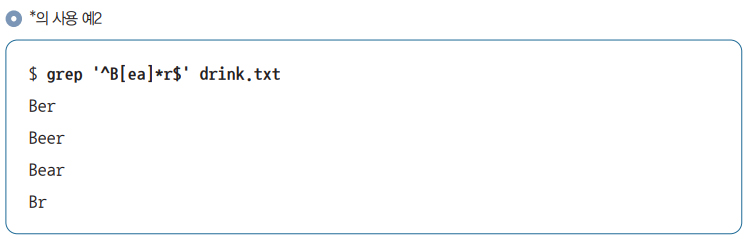 *의 사용 예2
$ grep '^B[ea]*r$' drink.txt
Ber
Beer
Bear
Br